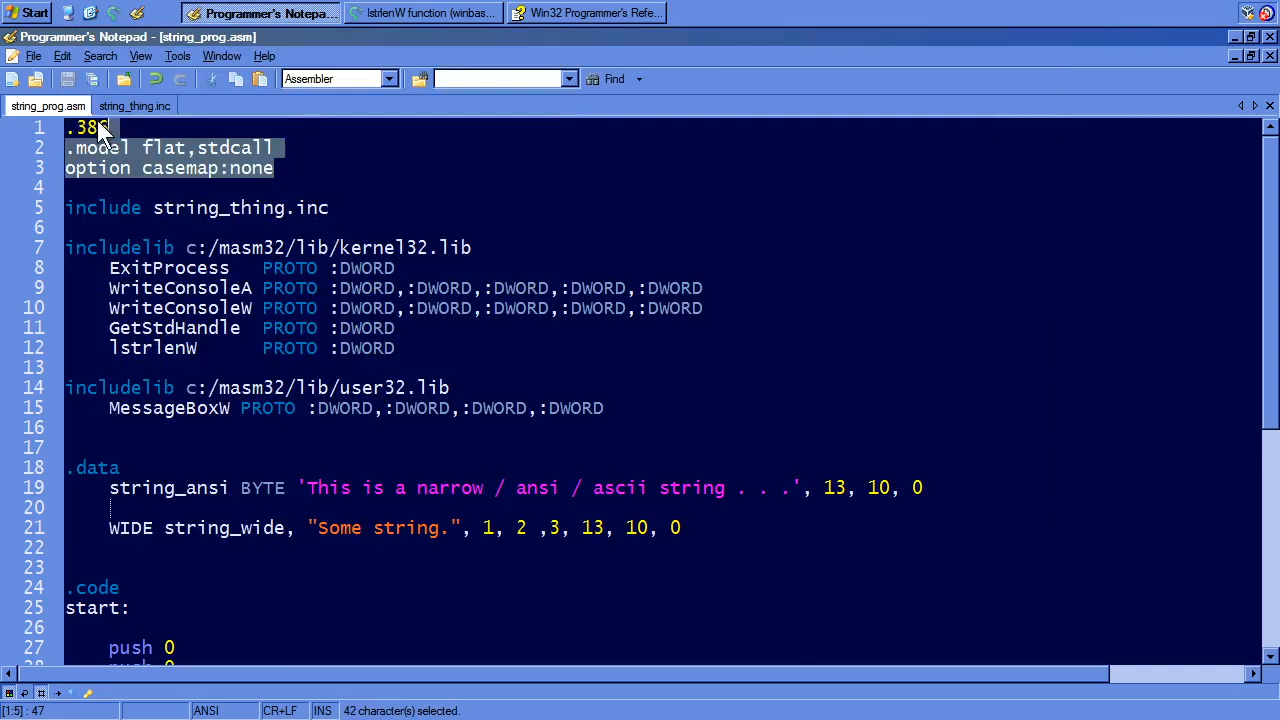 Start
Programmer's Notepa...
lstrlenW function (winbas...
Win32 Programmer's Refe...
Programmer's Notepad - [string_prog.asm]
File Edit Search View Tools Window Help
Assembler
Find
string_prog.asm
string_thing.inc
1 .386
2 .model flat,stdcall
3 option casemap:none
4
5 include string_thing.inc
6
7 includelib c:/masm32/lib/kernel32.lib
8 ExitProcess PROTO :DWORD
9 WriteConsoleA PROTO :DWORD,:DWORD,:DWORD,:DWORD,:DWORD
10 WriteConsoleW PROTO :DWORD,:DWORD,:DWORD,:DWORD,:DWORD
11 GetStdHandle PROTO :DWORD
12 lstrlenW PROTO :DWORD
13
14 includelib c:/masm32/lib/user32.lib
15 MessageBoxW PROTO :DWORD,:DWORD,:DWORD,:DWORD
16
17
18 .data
19 string_ansi BYTE 'This is a narrow / ansi / ascii string . . .', 13, 10, 0
20
21 WIDE string_wide, "Some string.", 1, 2 ,3, 13, 10, 0
22
23
24 .code
25 start:
26
27 push 0
28 push 0
[1:5] : 47
ANSI
CR+LF
INS
42 character(s) selected.